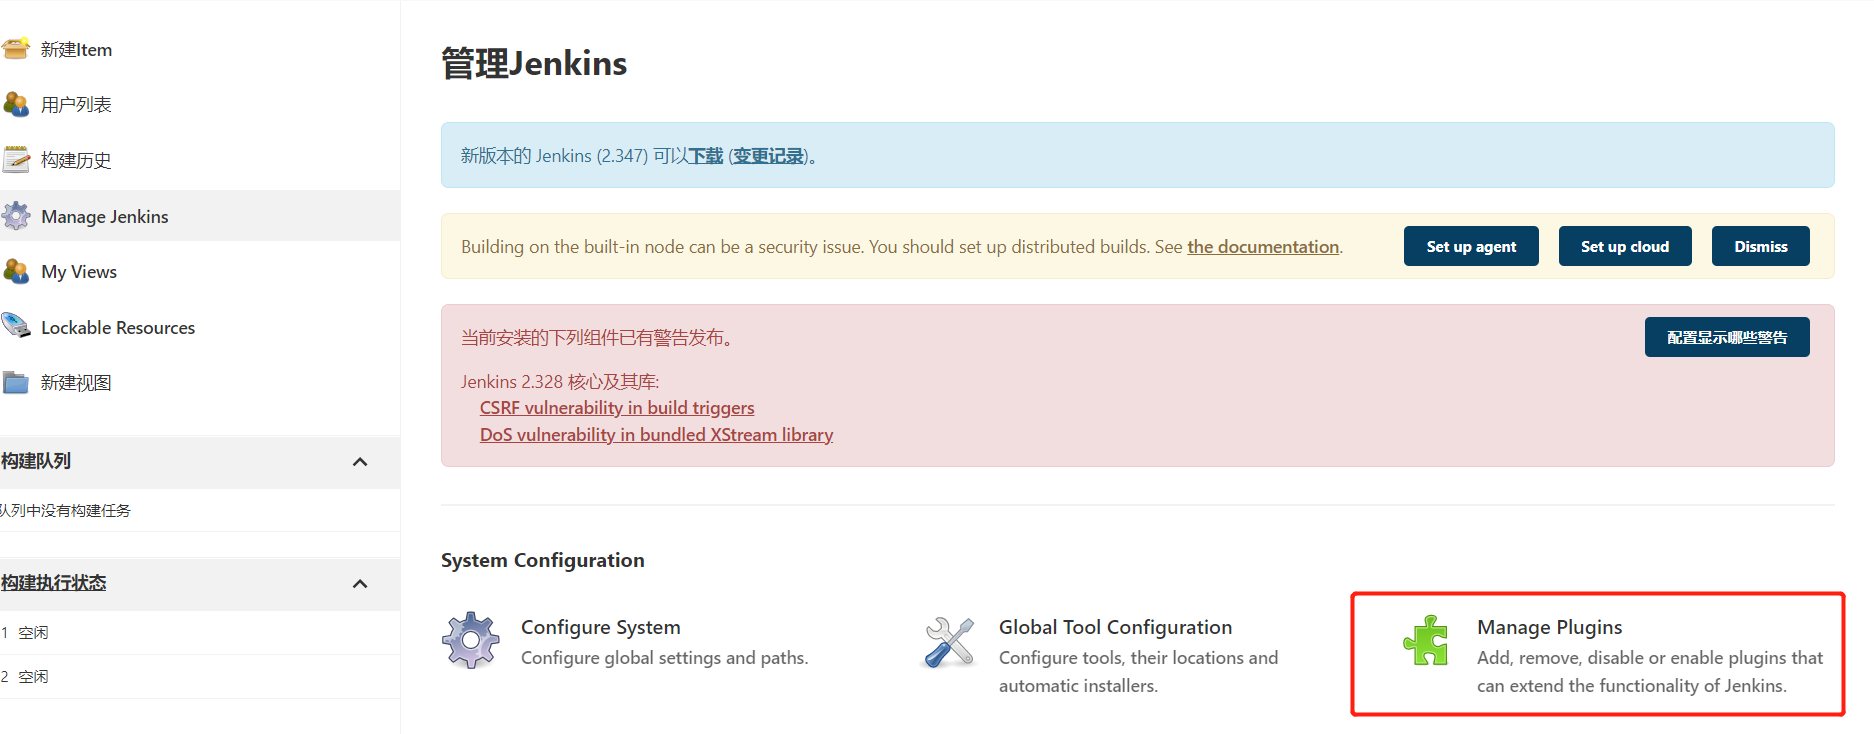 新建Item
用户列表
构建历史
Manage Jenkins
My Views
Lockable Resources
新建视图
构建队列
队列中没有构建任务
构建执行状态
1 空闲
2 空闲
管理Jenkins
新版本的 Jenkins (2.347) 可以下载 (变更记录)。
Building on the built-in node can be a security issue. You should set up distributed builds. See the documentation.
Set up agent
Set up cloud
Dismiss
当前安装的下列组件已有警告发布。
配置显示哪些警告
Jenkins 2.328 核心及其库:
CSRF vulnerability in build triggers
DoS vulnerability in bundled XStream library
System Configuration
Configure System
Configure global settings and paths.
Global Tool Configuration
Configure tools, their locations and
automatic installers.
Manage Plugins
Add, remove, disable or enable plugins that
can extend the functionality of Jenkins.